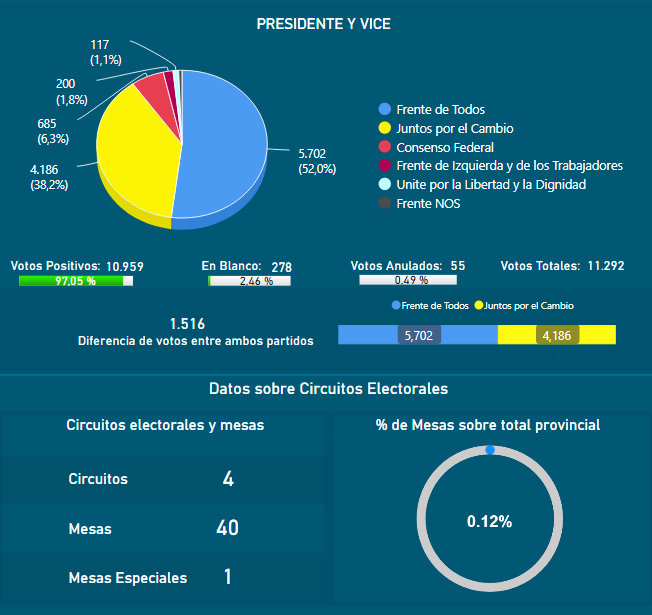 PRESIDENTE Y VICE
117
(1,1%)
200
(1,8%)
685
(6,3%)
4.186
(38,2%)
5.702
(52,0%)
Frente de Todos
Juntos por el Cambio
Consenso Federal
Frente de Izquierda y de los Trabajadores
Unite por la Libertad y la Dignidad
Frente NOS
Votos Positivos: 10.959
97,05 %
En Blanco: 278
2,46 %
Votos Anulados: 55
0,49 %
Votos Totales: 11.292
1.516
Diferencia de votos entre ambos partidos
Frente de Todos Juntos por el Cambio
5,702 4,186
Datos sobre Circuitos Electorales
Circuitos electorales y mesas
Circuitos 4
Mesas 40
Mesas Especiales 1
% de Mesas sobre total provincial
0.12%